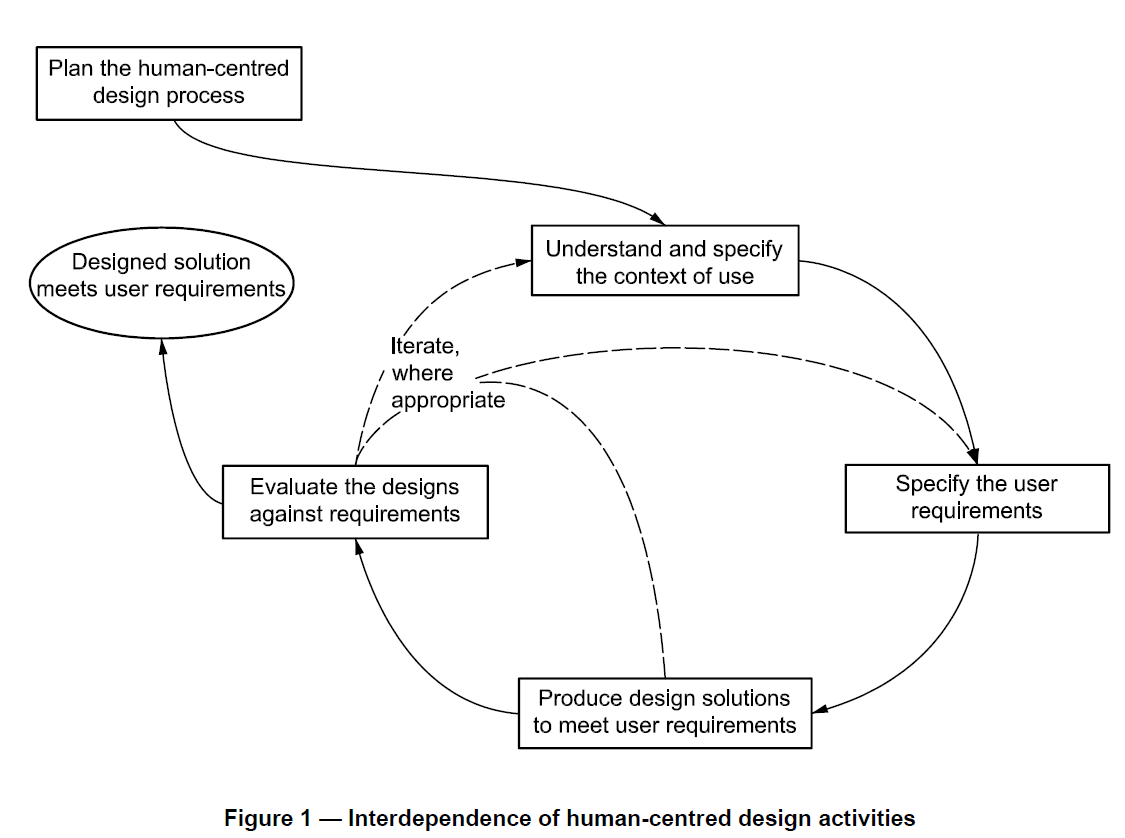 Plan the human-centred
design process
Understand and specify
the context of use
Designed solution
meets user requirements
Iterate,
where
appropriate
Evaluate the designs
against requirements
Specify the user
requirements
Produce design solutions
to meet user requirements
Figure 1 — Interdependence of human-centred design activities